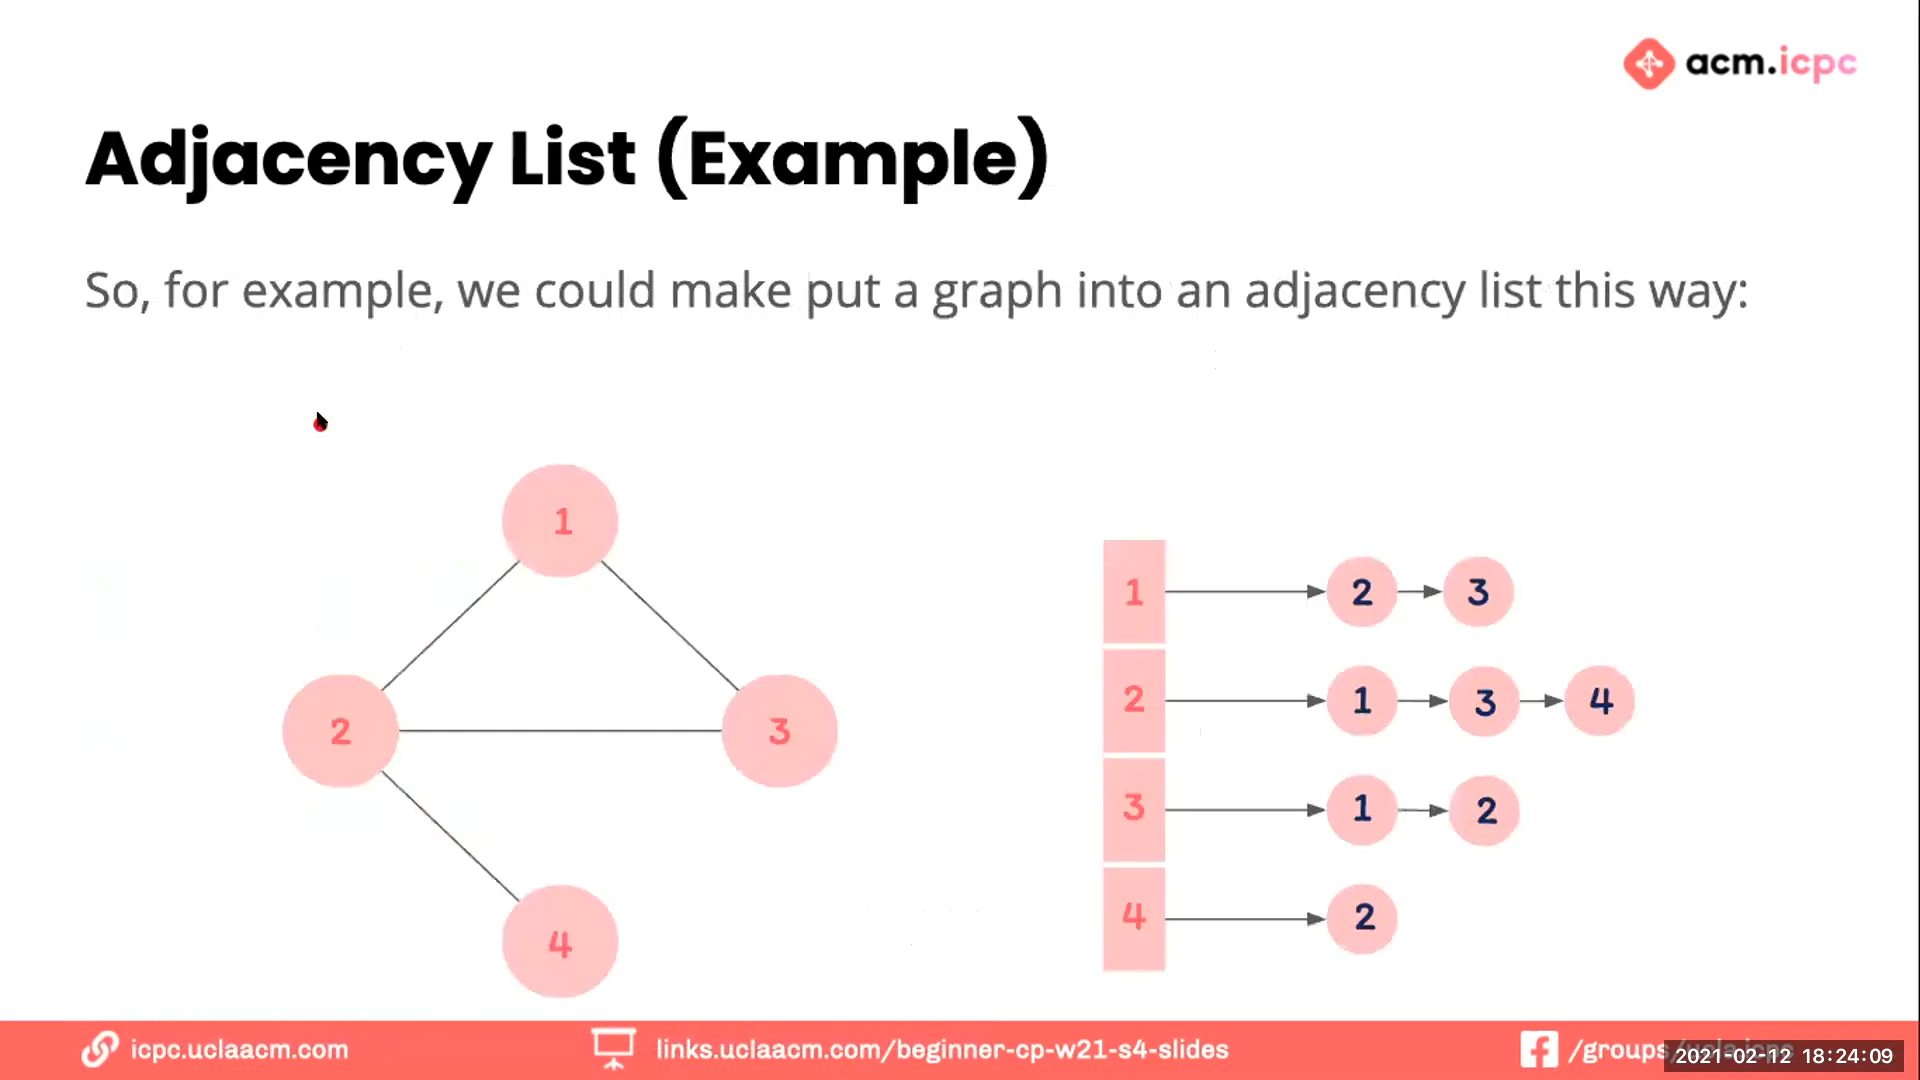 acm.icpc
Adjacency List (Example)
So, for example, we could make put a graph into an adjacency list this way:
1
2
3
4
1 2 3
2 1 3 4
3 1 2
4 2
icpc.uclaacm.com
links.uclaacm.com/beginner-cp-w21-s4-slides
/groups
2021-02-12 18:24:09